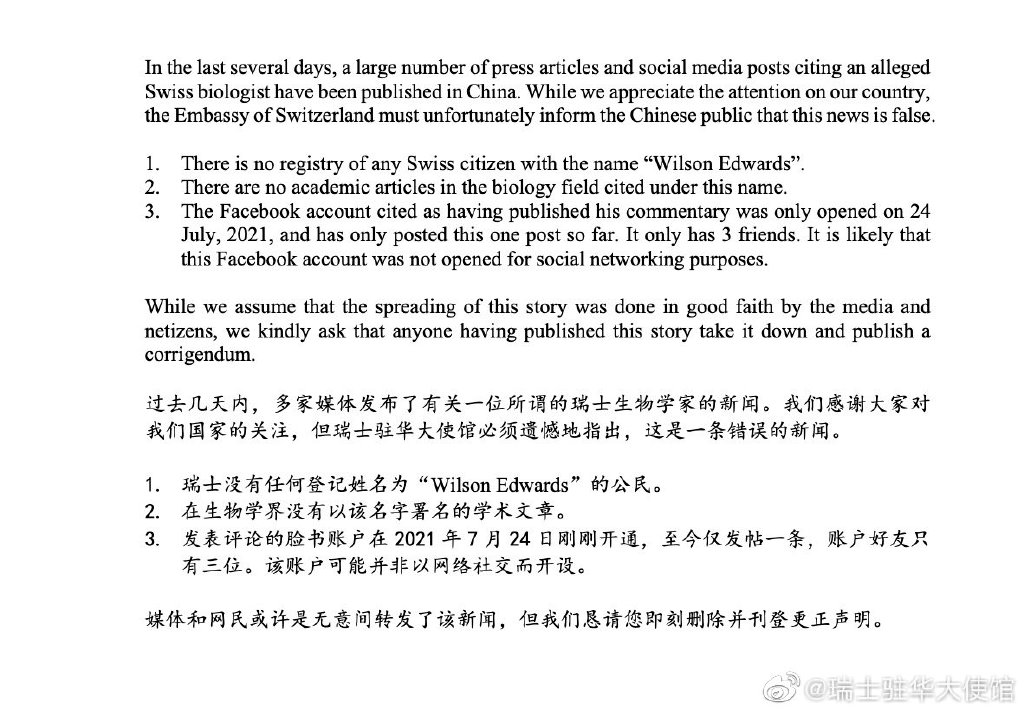 In the last several days, a large number of press articles and social media posts citing an alleged
Swiss biologist have been published in China. While we appreciate the attention on our country,
the Embassy of Switzerland must unfortunately inform the Chinese public that this news is false.
1. There is no registry of any Swiss citizen with the name “Wilson Edwards”.
2. There are no academic articles in the biology field cited under this name.
3. The Facebook account cited as having published his commentary was only opened on 24
July, 2021, and has only posted this one post so far. It only has 3 friends. It is likely that
this Facebook account was not opened for social networking purposes.
While we assume that the spreading of this story was done in good faith by the media and
netizens, we kindly ask that anyone having published this story take it down and publish a
corrigendum.
过去几天内，多家媒体发布了有关一位所谓的瑞士生物学家的新闻。我们感谢大家对
我们国家的关注，但瑞士驻华大使馆必须遗憾地指出，这是一条错误的新闻。
1. 瑞士没有任何登记姓名为“Wilson Edwards”的公民。
2. 在生物学界没有以该名字署名的学术文章。
3. 发表评论的脸书账户在 2021 年 7 月 24 日刚刚开通，至今仅发帖一条，账户好友只
有三位。该账户可能并非以网络社交而开设。
媒体和网民或许是无意间转发了该新闻，但我们恳请您即刻删除并刊登更正声明。
@瑞士驻华大使馆